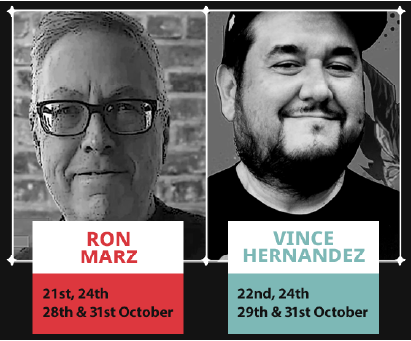 RON
MARZ
21st, 24th
28th & 31st October
VINCE
HERNANDEZ
22nd, 24th
29th & 31st October